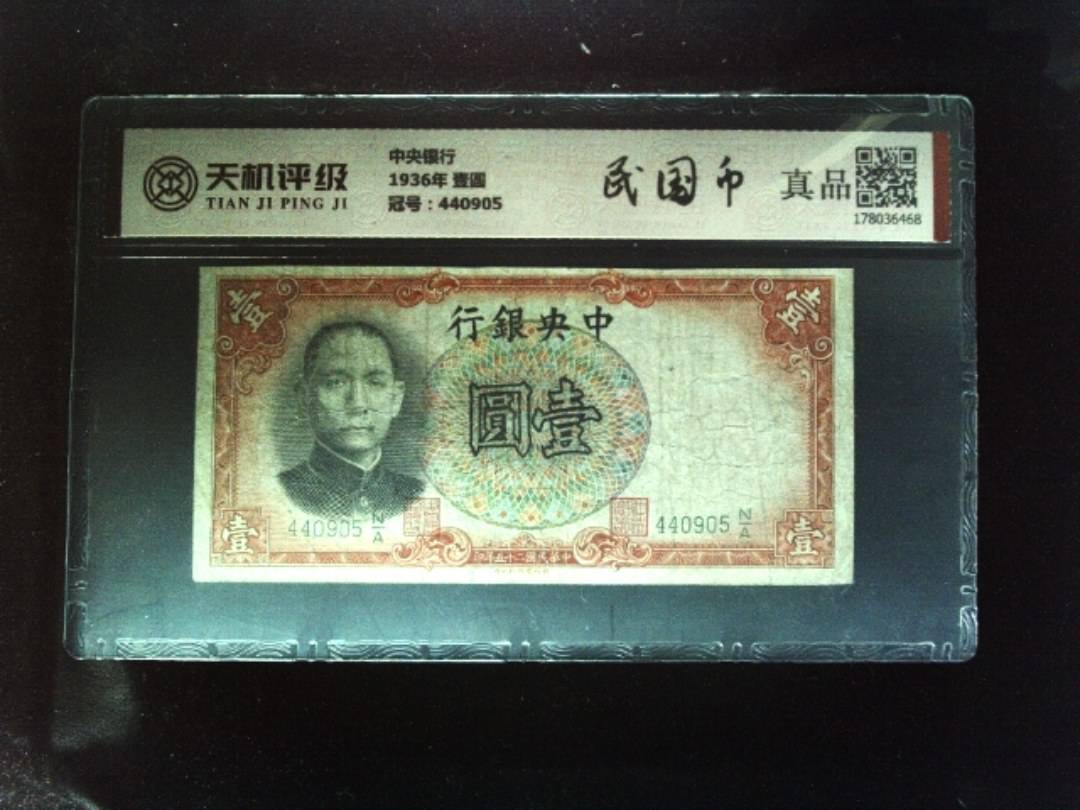 天机评级
TIAN JI PING JI
中央银行
1936年 壹圆
冠号：440905
民国币
真品
178036468
壹
壹
行銀央中
圓壹
440905 N/A
440905 N/A
壹
壹